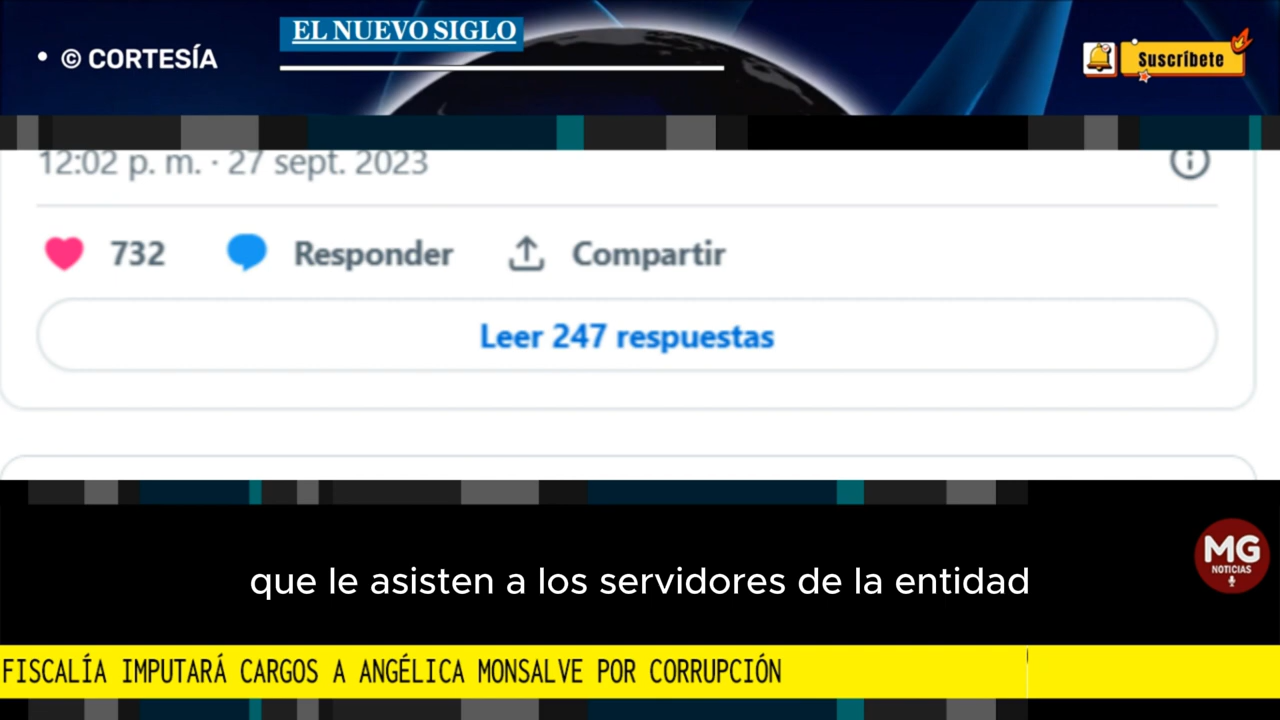 • © CORTESÍA
EL NUEVO SIGLO
Suscríbete
12:02 p. m. · 27 sept. 2023
732
Responder
Compartir
Leer 247 respuestas
que le asisten a los servidores de la entidad
MG
NOTICIAS
FISCALÍA IMPUTARÁ CARGOS A ANGÉLICA MONSALVE POR CORRUPCIÓN